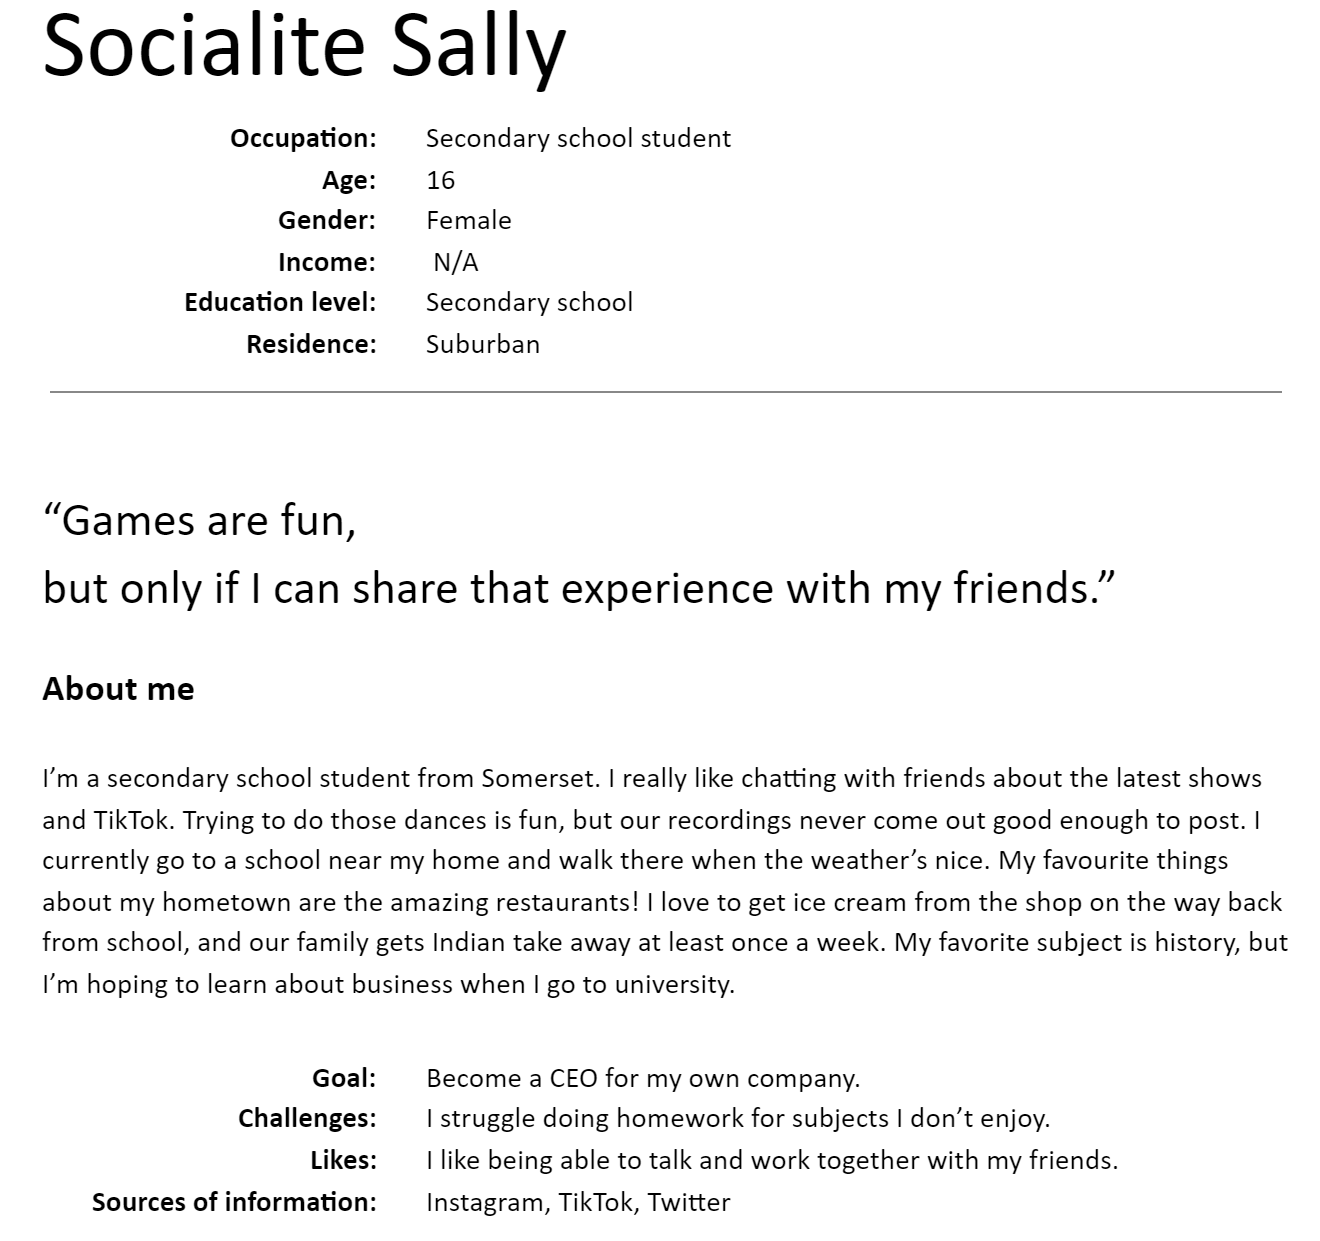 Socialite Sally
Occupation: Secondary school student
Age: 16
Gender: Female
Income: N/A
Education level: Secondary school
Residence: Suburban
“Games are fun,
but only if I can share that experience with my friends.”
About me
I’m a secondary school student from Somerset. I really like chatting with friends about the latest shows
and TikTok. Trying to do those dances is fun, but our recordings never come out good enough to post. I
currently go to a school near my home and walk there when the weather’s nice. My favourite things
about my hometown are the amazing restaurants! I love to get ice cream from the shop on the way back
from school, and our family gets Indian take away at least once a week. My favorite subject is history, but
I’m hoping to learn about business when I go to university.
Goal: Become a CEO for my own company.
Challenges: I struggle doing homework for subjects I don’t enjoy.
Likes: I like being able to talk and work together with my friends.
Sources of information: Instagram, TikTok, Twitter